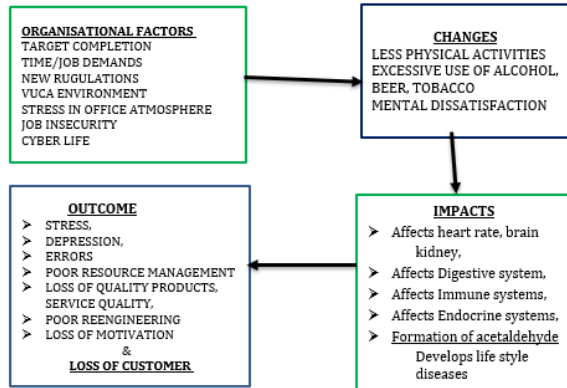 ORGANISATIONAL FACTORS
TARGET COMPLETION
TIME/JOB DEMANDS
NEW RUGULATIONS
VUCA ENVIRONMENT
STRESS IN OFFICE ATMOSPHERE
JOB INSECURITY
CYBER LIFE
CHANGES
LESS PHYSICAL ACTIVITIES
EXCESSIVE USE OF ALCOHOL,
BEER, TOBACCO
MENTAL DISSATISFACTION
IMPACTS
➢ Affects heart rate, brain
kidney,
➢ Affects Digestive system,
➢ Affects Immune systems,
➢ Affects Endocrine systems,
➢ Formation of acetaldehyde
Develops life style
diseases
OUTCOME
➢ STRESS,
➢ DEPRESSION,
➢ ERRORS
➢ POOR RESOURCE MANAGEMENT
➢ LOSS OF QUALITY PRODUCTS,
SERVICE QUALITY,
➢ POOR REENGINEERING
➢ LOSS OF MOTIVATION
&
LOSS OF CUSTOMER